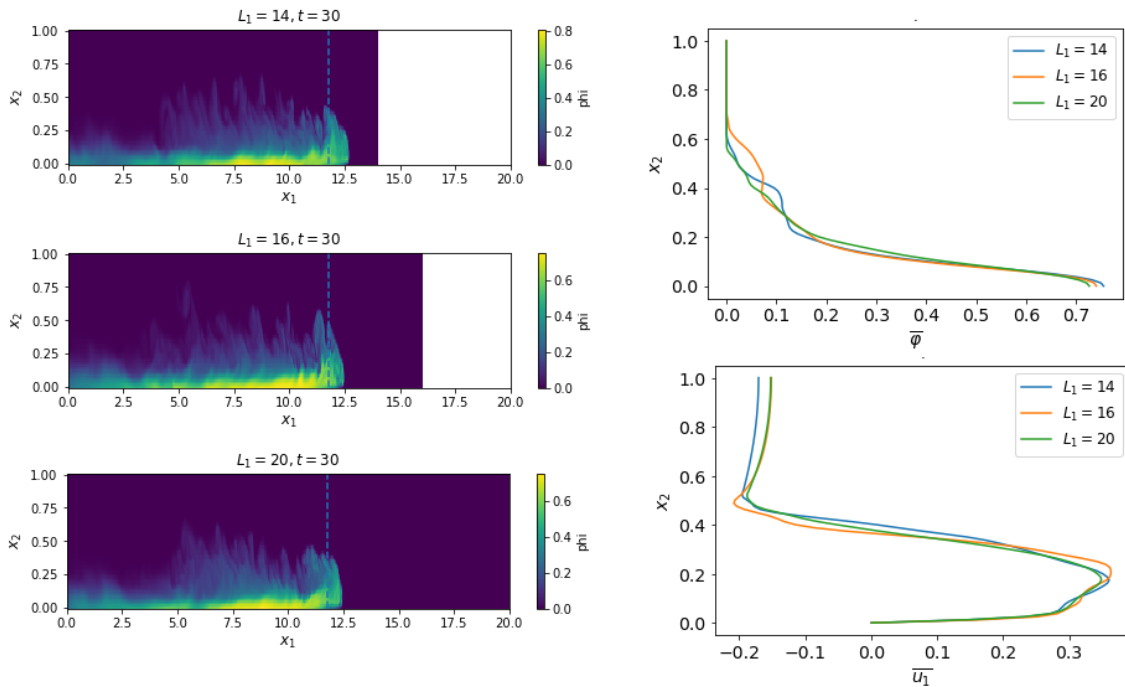 L₁ = 14, t = 30
1.00
0.75
0.50
0.25
0.00
x₂
0.0 2.5 5.0 7.5 10.0 12.5 15.0 17.5 20.0
x₁
0.8
0.6
0.4
0.2
0.0
phi
L₁ = 16, t = 30
1.00
0.75
0.50
0.25
0.00
x₂
0.0 2.5 5.0 7.5 10.0 12.5 15.0 17.5 20.0
x₁
0.6
0.4
0.2
0.0
phi
L₁ = 20, t = 30
1.00
0.75
0.50
0.25
0.00
x₂
0.0 2.5 5.0 7.5 10.0 12.5 15.0 17.5 20.0
x₁
0.6
0.4
0.2
0.0
phi
1.0
0.8
0.6
0.4
0.2
0.0
x₂
L₁ = 14
L₁ = 16
L₁ = 20
0.0 0.1 0.2 0.3 0.4 0.5 0.6 0.7
φ̅
1.0
0.8
0.6
0.4
0.2
0.0
x₂
L₁ = 14
L₁ = 16
L₁ = 20
−0.2 −0.1 0.0 0.1 0.2 0.3
u̅₁